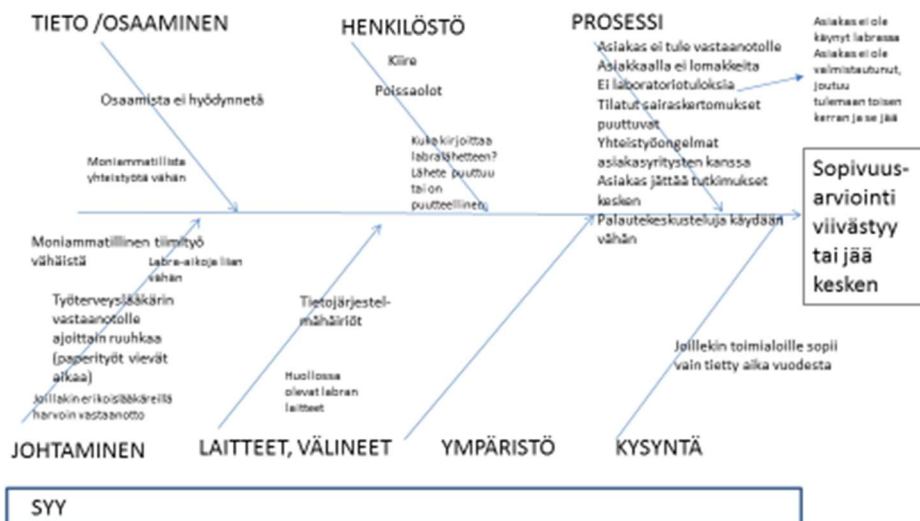 TIETO /OSAAMINEN
Osaamista ei hyödynnetä
Moniammatillista
yhteistyötä vähän
HENKILÖSTÖ
Kiire
Poissaolot
Kuka kirjoittaa
labralähetteen?
Lähete puuttuu
tai on
puutteellinen
PROSESSI
Asiakas ei tule vastaanotolle
Asiakkaalla ei lomakkeita
Ei laboratoriotuloksia
Tilatut sairaskertomukset
puuttuvat
Yhteistyöongelmat
asiakasyritysten kanssa
Asiakas jättää tutkimukset
kesken
Palautekeskusteluja käydään
vähän
Asiakas ei ole
käynyt labrassa
Asiakas ei ole
valmistautunut,
joutuu
tulemaan toisen
kerran ja se jää
Sopivuus-
arviointi
viivästyy
tai jää
kesken
Moniammatillinen tiimityö
vähäistä
Labra-aikoja liian
vähän
Työterveyslääkärin
vastaanotolle
ajoittain ruuhkaa
(paperityöt vievät
aikaa)
Joillakin erikoislääkäreillä
harvoin vastaanotto
JOHTAMINEN
Tietojärjestel-
mähäiriöt
Huollossa
olevat labran
laitteet
LAITTEET, VÄLINEET
YMPÄRISTÖ
Joillekin toimialoille sopii
vain tietty aika vuodesta
KYSYNTÄ
SYY